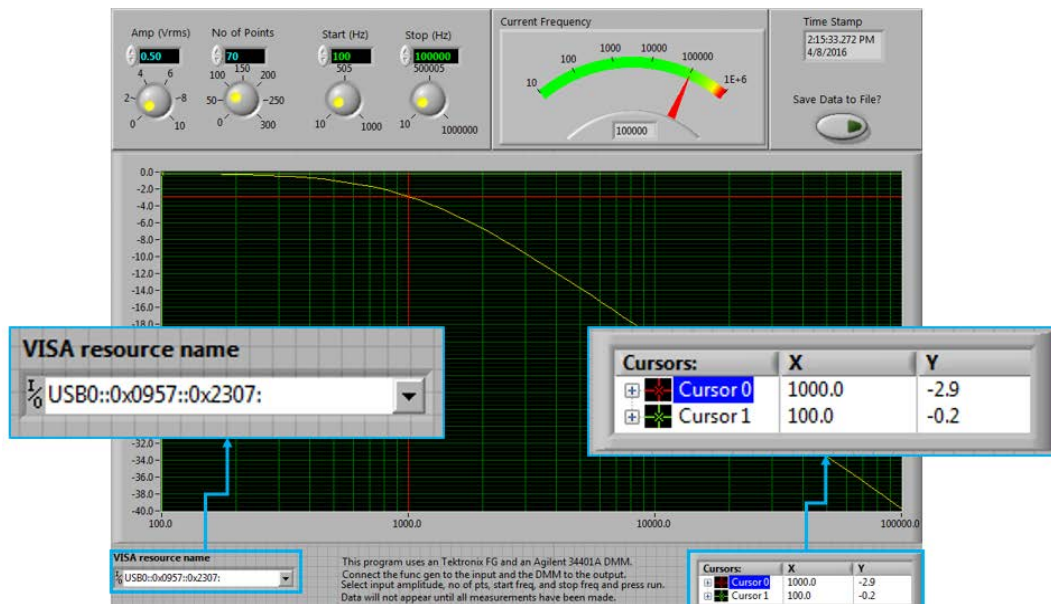 Amp (Vrms)
No of Points
Start (Hz)
Stop (Hz)
0.50
70
100
100000
4 6
100 150 200
505
500005
2 8
50 250
0 10
0 300
10 1000
10 1000000
Current Frequency
10 100 1000 10000 100000 1E+6
100000
Time Stamp
2:15:33.272 PM
4/8/2016
Save Data to File?
0.0
-2.0
-4.0
-6.0
-8.0
-10.0
-12.0
-14.0
-16.0
-18.0
VISA resource name
I/O USB0::0x0957::0x2307:
Cursors: X Y
Cursor 0 1000.0 -2.9
Cursor 1 100.0 -0.2
-32.0
-34.0
-36.0
-38.0
-40.0
100.0 1000.0 10000.0 100000.0
VISA resource name
I/O USB0::0x0957::0x2307:
This program uses an Tektronix FG and an Agilent 34401A DMM.
Connect the func gen to the input and the DMM to the output.
Select input amplitude, no of pts, start freq, and stop freq and press run.
Data will not appear until all measurements have been made.
Cursors: X Y
Cursor 0 1000.0 -2.9
Cursor 1 100.0 -0.2